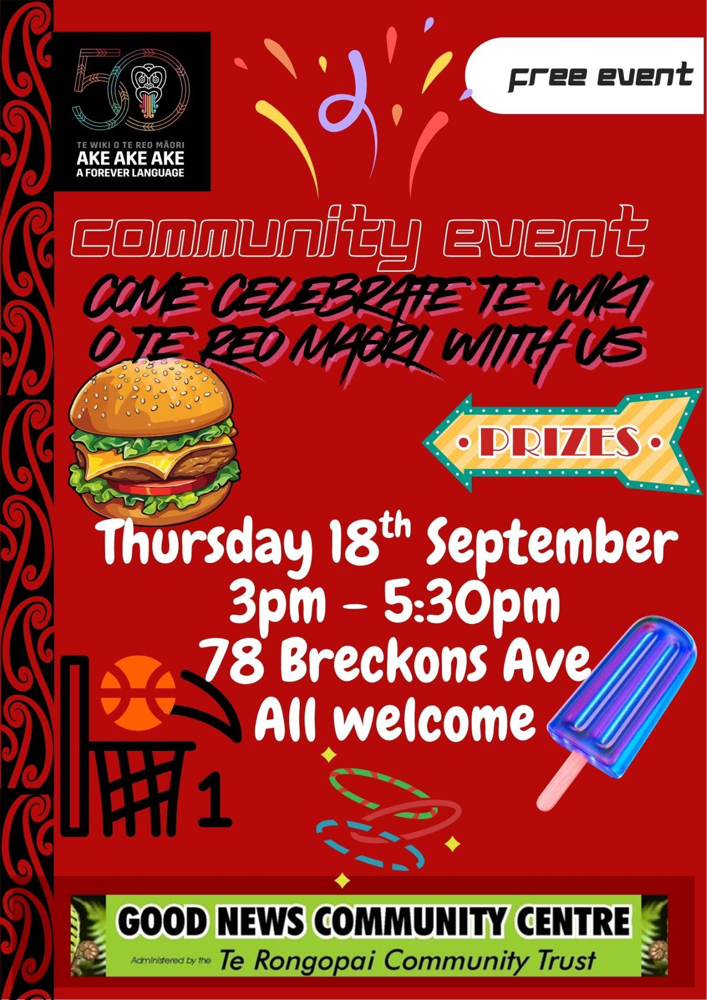 50
TE WIKI O TE REO MĀORI
AKE AKE AKE
A FOREVER LANGUAGE
free event
community event
COME CELEBRATE TE WIKI
O TE REO MAORI WITH US
• PRIZES •
Thursday 18th September
3pm - 5:30pm
78 Breckons Ave
All welcome
1
GOOD NEWS COMMUNITY CENTRE
Administered by the Te Rongopai Community Trust